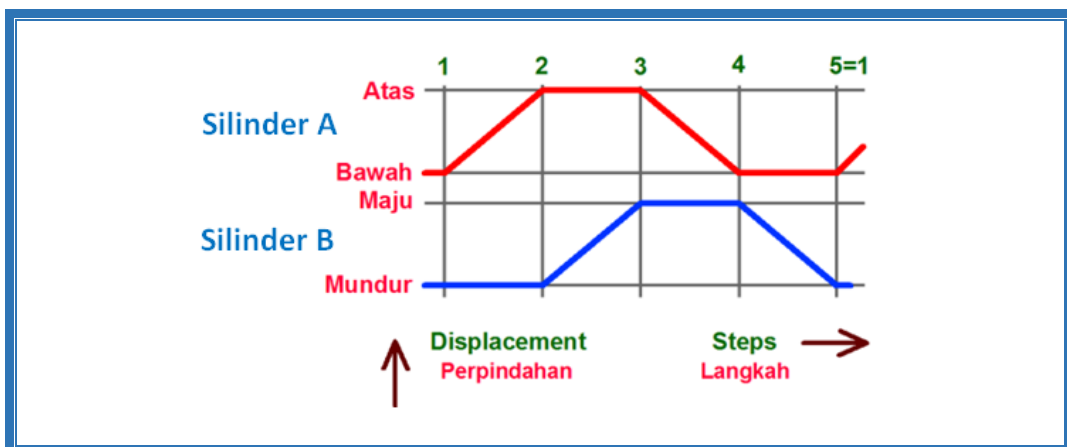 1 2 3 4 5=1
Atas
Silinder A
Bawah
Maju
Silinder B
Mundur
Displacement Steps
Perpindahan Langkah